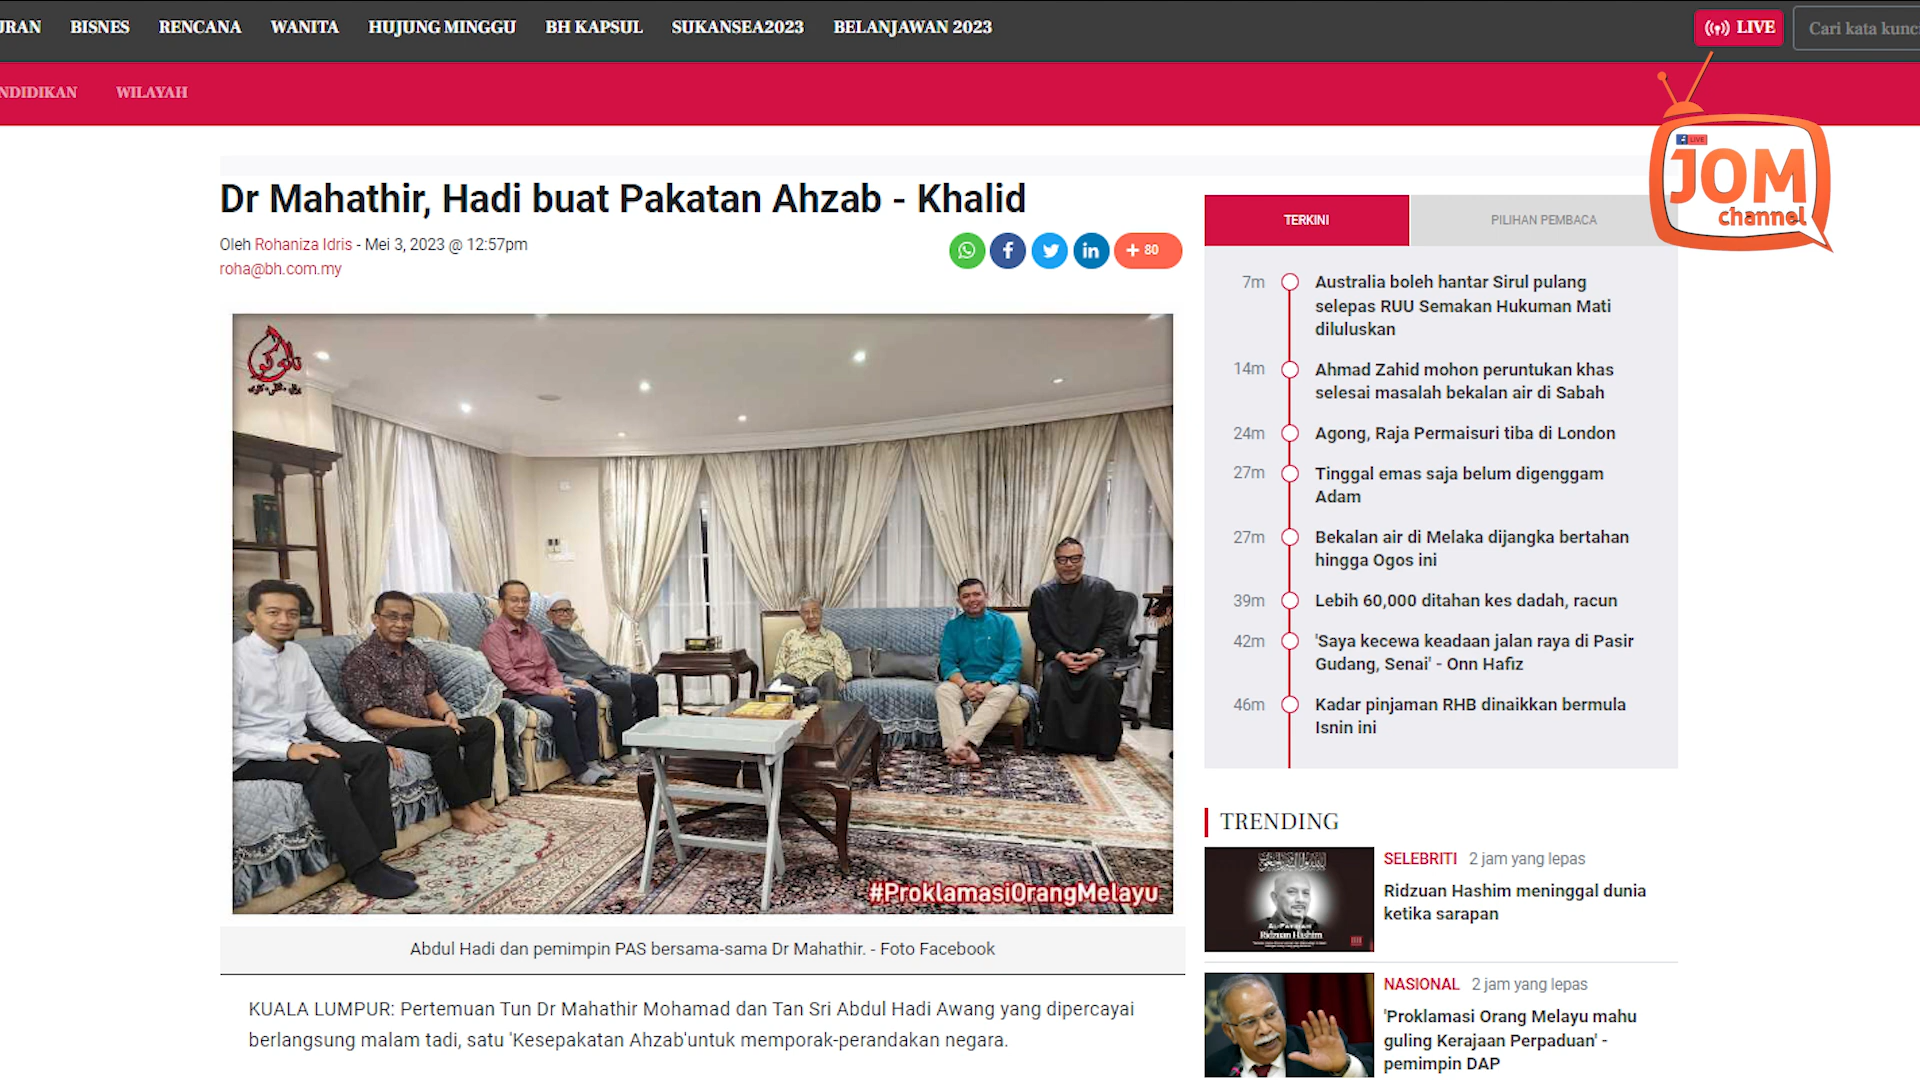 URAN BISNES RENCANA WANITA HUJUNG MINGGU BH KAPSUL SUKANSEA2023 BELANJAWAN 2023
LIVE
Cari kata kunci
NDIDIKAN WILAYAH
LIVE
JOM
channel
Dr Mahathir, Hadi buat Pakatan Ahzab - Khalid
Oleh Rohaniza Idris - Mei 3, 2023 @ 12:57pm
roha@bh.com.my
+ 80
#ProklamasiOrangMelayu
Abdul Hadi dan pemimpin PAS bersama-sama Dr Mahathir. - Foto Facebook
KUALA LUMPUR: Pertemuan Tun Dr Mahathir Mohamad dan Tan Sri Abdul Hadi Awang yang dipercayai
berlangsung malam tadi, satu 'Kesepakatan Ahzab'untuk memporak-perandakan negara.
TERKINI PILIHAN PEMBACA
7m Australia boleh hantar Sirul pulang
selepas RUU Semakan Hukuman Mati
diluluskan
14m Ahmad Zahid mohon peruntukan khas
selesai masalah bekalan air di Sabah
24m Agong, Raja Permaisuri tiba di London
27m Tinggal emas saja belum digenggam
Adam
27m Bekalan air di Melaka dijangka bertahan
hingga Ogos ini
39m Lebih 60,000 ditahan kes dadah, racun
42m 'Saya kecewa keadaan jalan raya di Pasir
Gudang, Senai' - Onn Hafiz
46m Kadar pinjaman RHB dinaikkan bermula
Isnin ini
TRENDING
Al-Fatihah
Ridzuan Hashim
SELEBRITI 2 jam yang lepas
Ridzuan Hashim meninggal dunia
ketika sarapan
NASIONAL 2 jam yang lepas
'Proklamasi Orang Melayu mahu
guling Kerajaan Perpaduan' -
pemimpin DAP